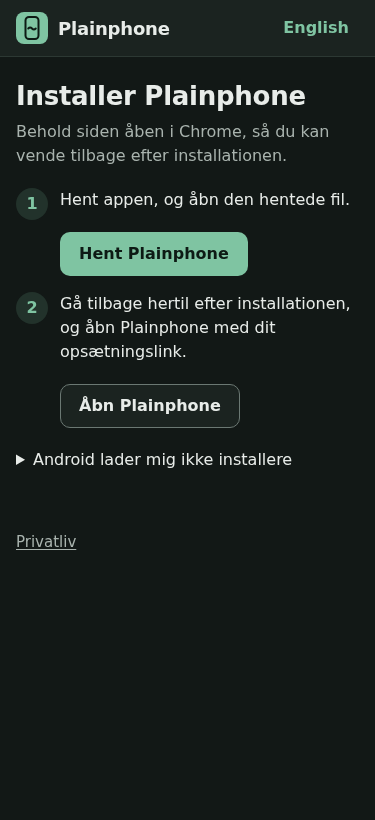 Plainphone
English
Installer Plainphone
Behold siden åben i Chrome, så du kan
vende tilbage efter installationen.
1
Hent appen, og åbn den hentede fil.
Hent Plainphone
2
Gå tilbage hertil efter installationen,
og åbn Plainphone med dit
opsætningslink.
Åbn Plainphone
Android lader mig ikke installere
Privatliv